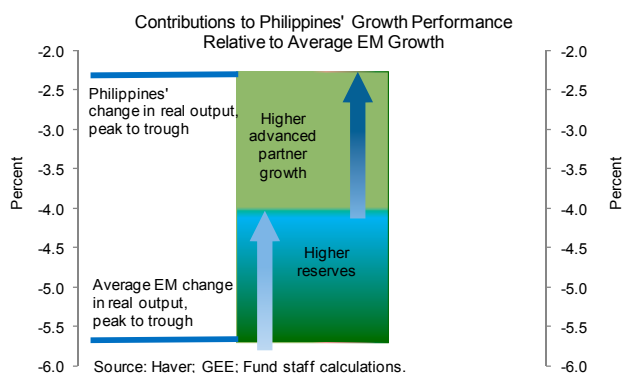 Contributions to Philippines' Growth Performance
Relative to Average EM Growth
-2.0
-2.5
-3.0
-3.5
-4.0
-4.5
-5.0
-5.5
-6.0
Percent
Philippines'
change in real output,
peak to trough
Higher
advanced
partner
growth
Higher
reserves
Average EM change
in real output,
peak to trough
-2.0
-2.5
-3.0
-3.5
-4.0
-4.5
-5.0
-5.5
-6.0
Percent
Source: Haver; GEE; Fund staff calculations.